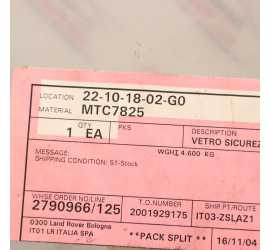 LOCATION 22-10-18-02-G0
MATERIAL MTC7825
QTY PKS DESCRIPTION
1 EA VETRO SICUREZ
MESSAGE: WGHT 4.600 KG
SHIPPING CONDITION: S1-Stock
WHSE ORDER NO/LINE T.O.NUMBER SHIP PT/ROUTE
2790966/125 2001929175 IT03-ZSLAZ1
0300 Land Rover Bologna
IT01 LR ITALIA SPA **PACK SPLIT ** 16/11/04